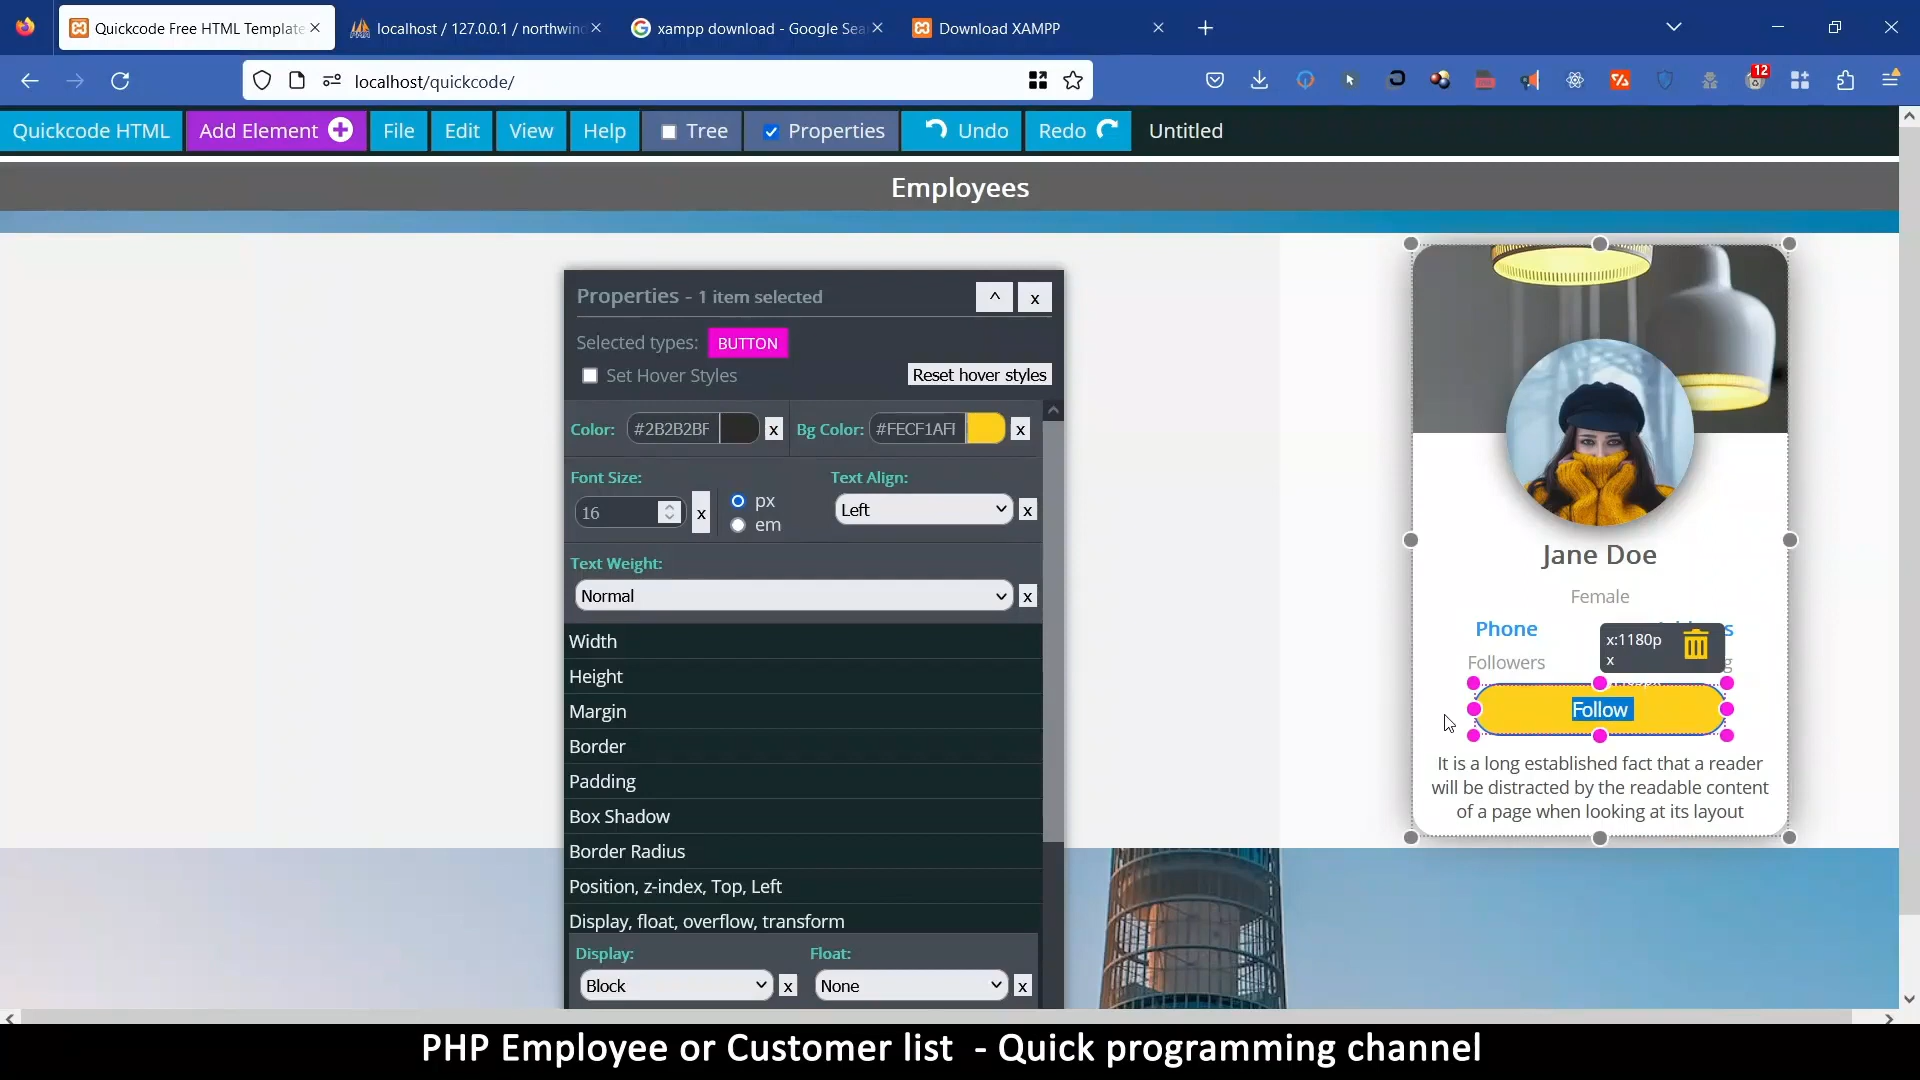 Quickcode Free HTML Template
localhost / 127.0.0.1 / northwin
xampp download - Google Sea
Download XAMPP
localhost/quickcode/
12
Quickcode HTML
Add Element
File
Edit
View
Help
Tree
Properties
Undo
Redo
Untitled
Employees
Properties - 1 item selected
^
x
Selected types:
BUTTON
Set Hover Styles
Reset hover styles
Color:
#2B2B2BF
x
Bg Color:
#FECF1AFI
x
Font Size:
16
x
px
em
Text Align:
Left
x
Text Weight:
Normal
x
Width
Height
Margin
Border
Padding
Box Shadow
Border Radius
Position, z-index, Top, Left
Display, float, overflow, transform
Display:
Block
x
Float:
None
x
Jane Doe
Female
Phone
Followers
x:1180p
x
Follow
It is a long established fact that a reader
will be distracted by the readable content
of a page when looking at its layout
PHP Employee or Customer list - Quick programming channel